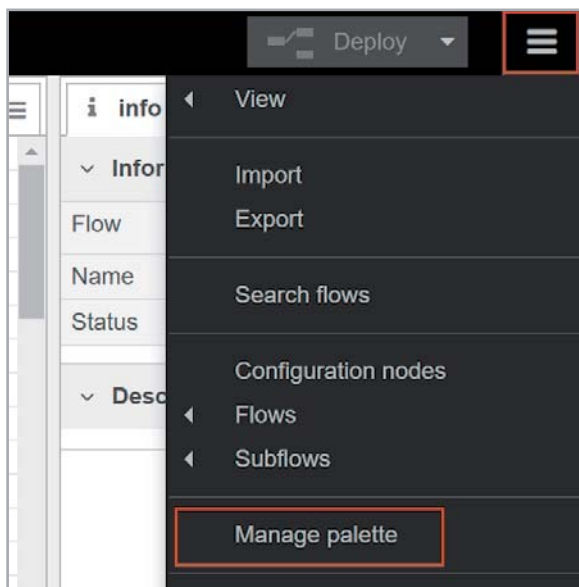 Deploy
info
View
Infor
Import
Flow
Export
Name
Search flows
Status
Configuration nodes
Desc
Flows
Subflows
Manage palette